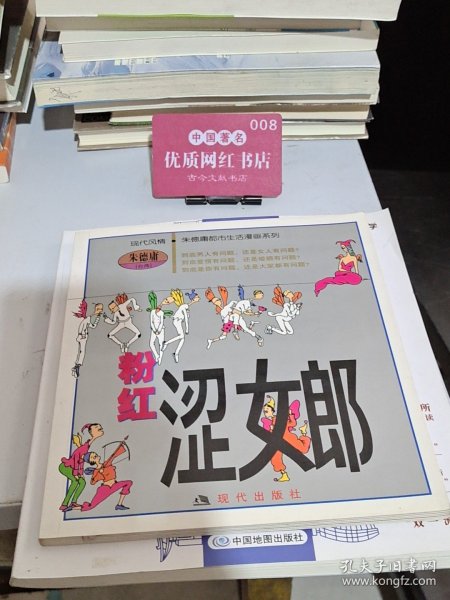 008
中国著名
优质网红书店
古今文献书店
现代风情·朱德庸都市生活漫画系列
朱德庸
到底男人有问题，还是女人有问题？
到底爱情有问题，还是婚姻有问题？
到底是你有问题，还是大家都有问题？
粉红
涩女郎
现代出版社
中国地图出版社
孔夫子旧书网
www.kongfz.com